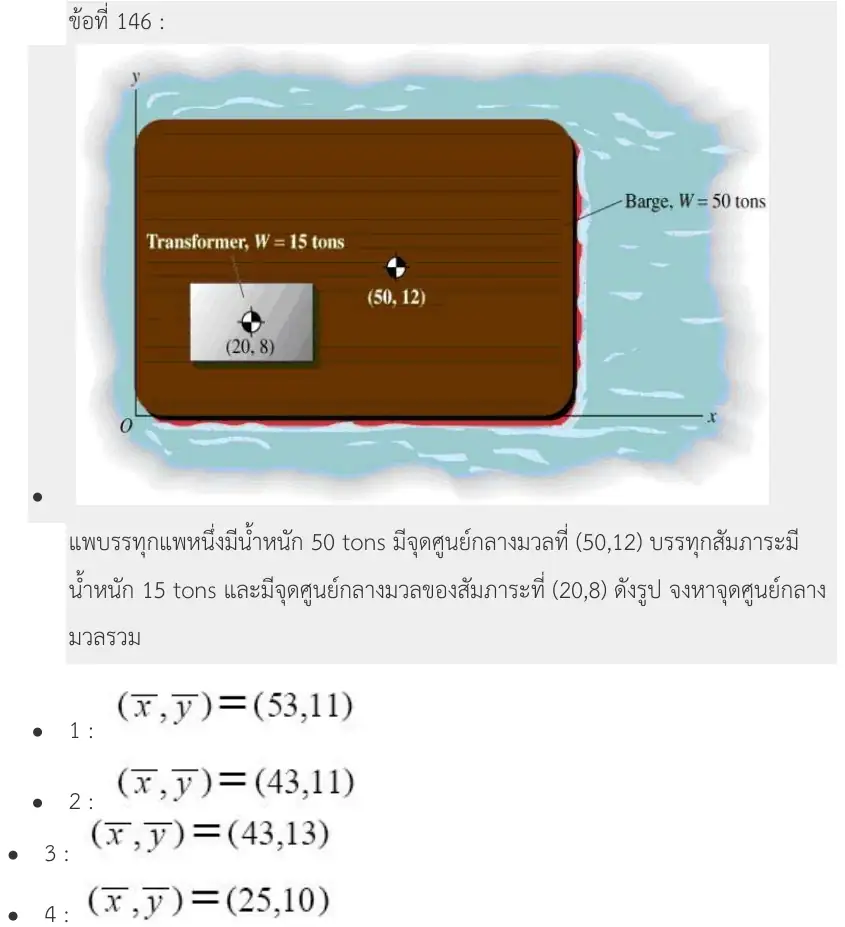 ข้อที่ 146 :
y
Barge, W = 50 tons
Transformer, W = 15 tons
(50, 12)
(20, 8)
O
x
แพบรรทุกแพหนึ่งมีน้ำหนัก 50 tons มีจุดศูนย์กลางมวลที่ (50,12) บรรทุกสัมภาระมี
น้ำหนัก 15 tons และมีจุดศูนย์กลางมวลของสัมภาระที่ (20,8) ดังรูป จงหาจุดศูนย์กลาง
มวลรวม
1 : (x̅,y̅)=(53,11)
2 : (x̅,y̅)=(43,11)
3 : (x̅,y̅)=(43,13)
4 : (x̅,y̅)=(25,10)